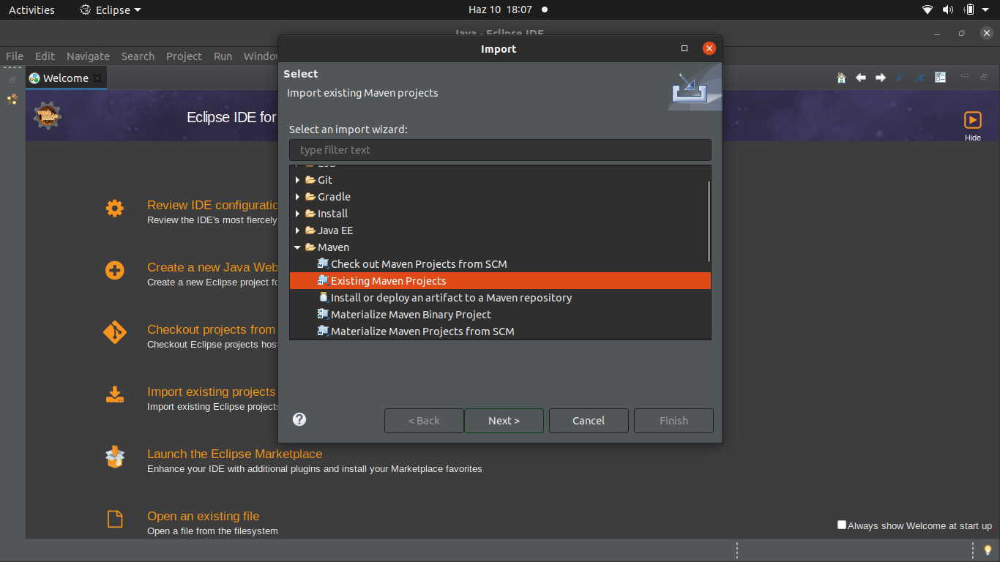 Activities
Eclipse
Haz 10 18:07
Java - Eclipse IDE
File Edit Navigate Search Project Run Window
Welcome
Eclipse IDE for
Hide
Review IDE configuratio
Review the IDE's most fiercely
Create a new Java Web
Create a new Eclipse project fo
Checkout projects from
Checkout Eclipse projects host
Import existing projects
Import existing Eclipse projects
Launch the Eclipse Marketplace
Enhance your IDE with additional plugins and install your Marketplace favorites
Open an existing file
Open a file from the filesystem
Always show Welcome at start up
Import
Select
Import existing Maven projects
Select an import wizard:
type filter text
EJB
Git
Gradle
Install
Java EE
Maven
Check out Maven Projects from SCM
Existing Maven Projects
Install or deploy an artifact to a Maven repository
Materialize Maven Binary Project
Materialize Maven Projects from SCM
< Back
Next >
Cancel
Finish